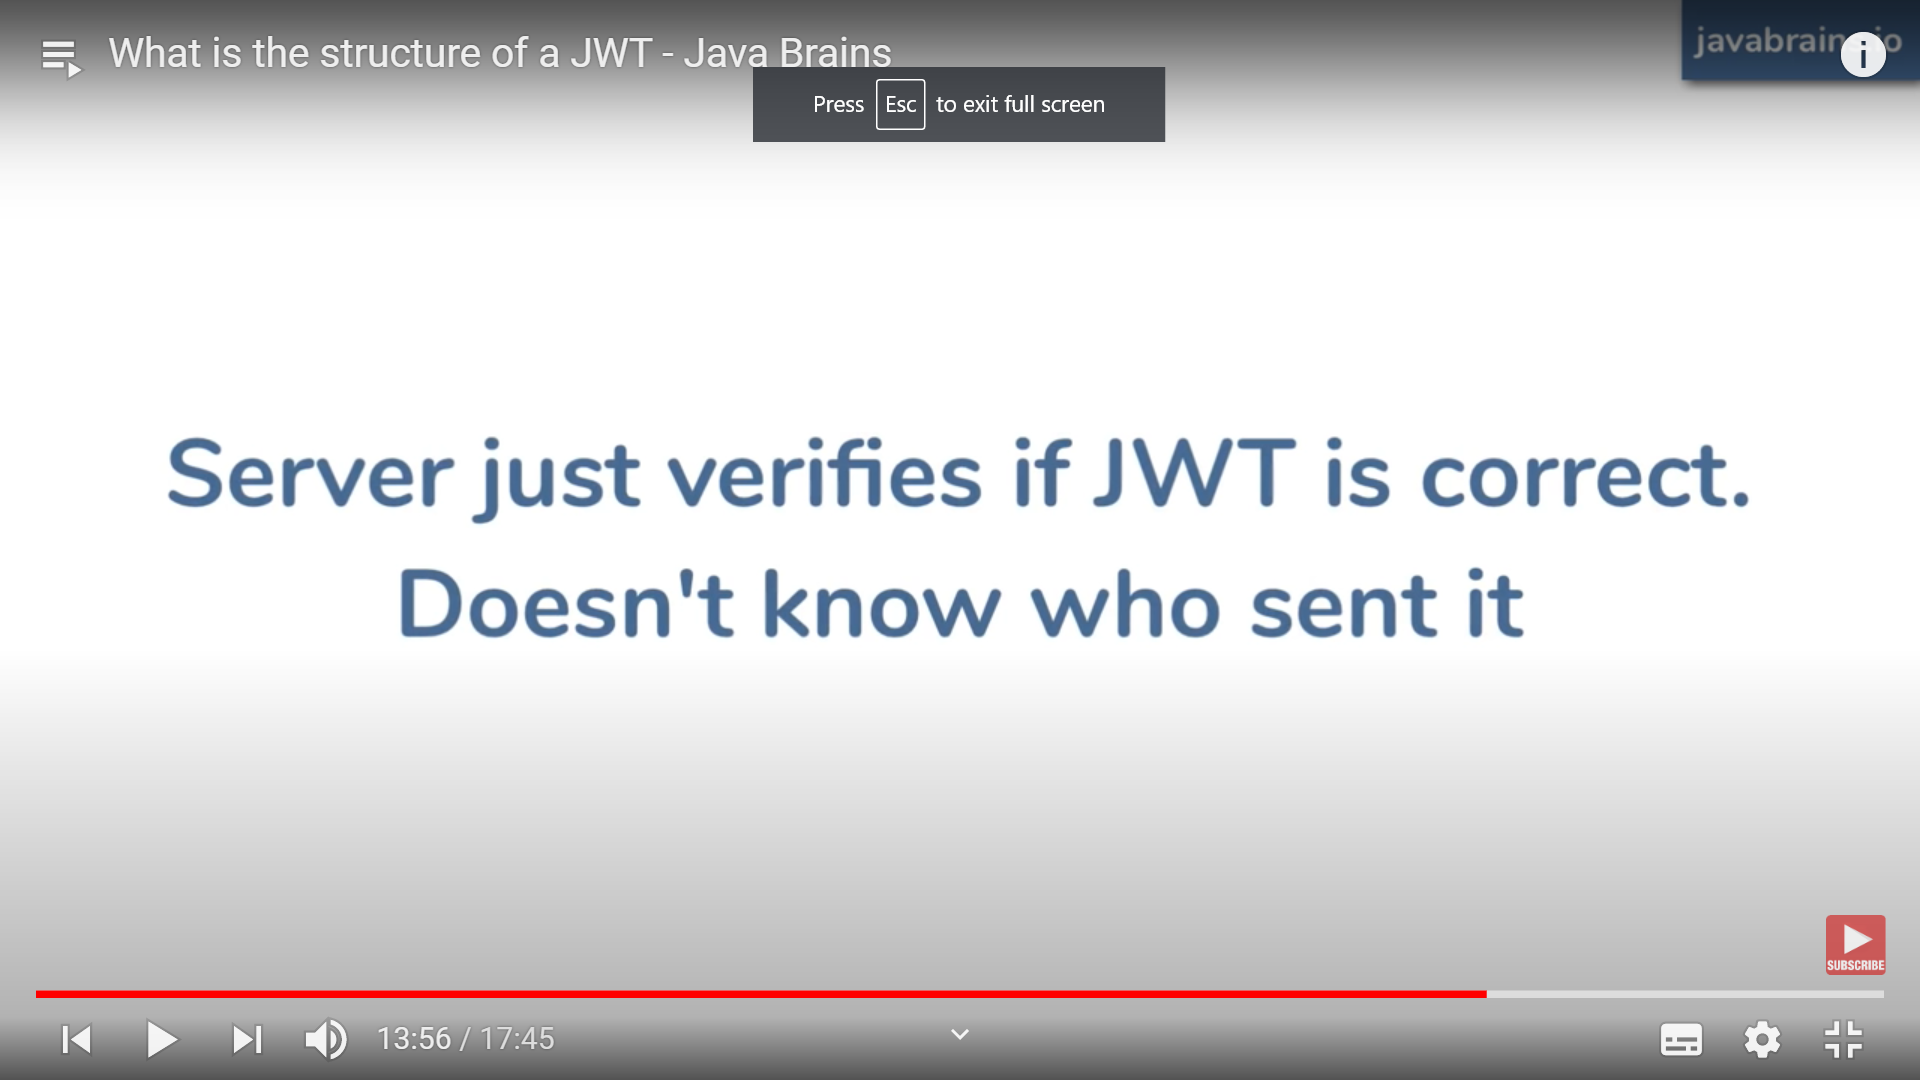 What is the structure of a JWT - Java Brains
i
Press Esc to exit full screen
Server just verifies if JWT is correct.
Doesn't know who sent it
SUBSCRIBE
13:56 / 17:45